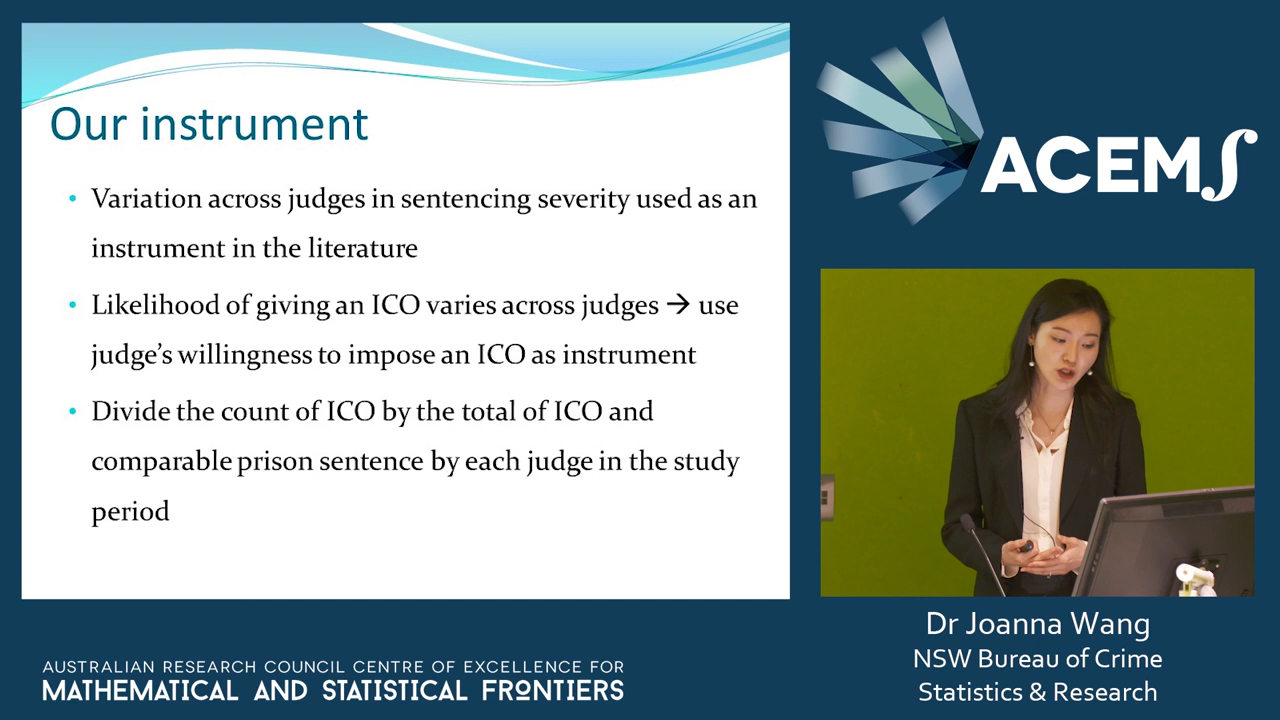 Our instrument
• Variation across judges in sentencing severity used as an
instrument in the literature
• Likelihood of giving an ICO varies across judges → use
judge’s willingness to impose an ICO as instrument
• Divide the count of ICO by the total of ICO and
comparable prison sentence by each judge in the study
period
ACEMS
Dr Joanna Wang
NSW Bureau of Crime
Statistics & Research
AUSTRALIAN RESEARCH COUNCIL CENTRE OF EXCELLENCE FOR
MATHEMATICAL AND STATISTICAL FRONTIERS